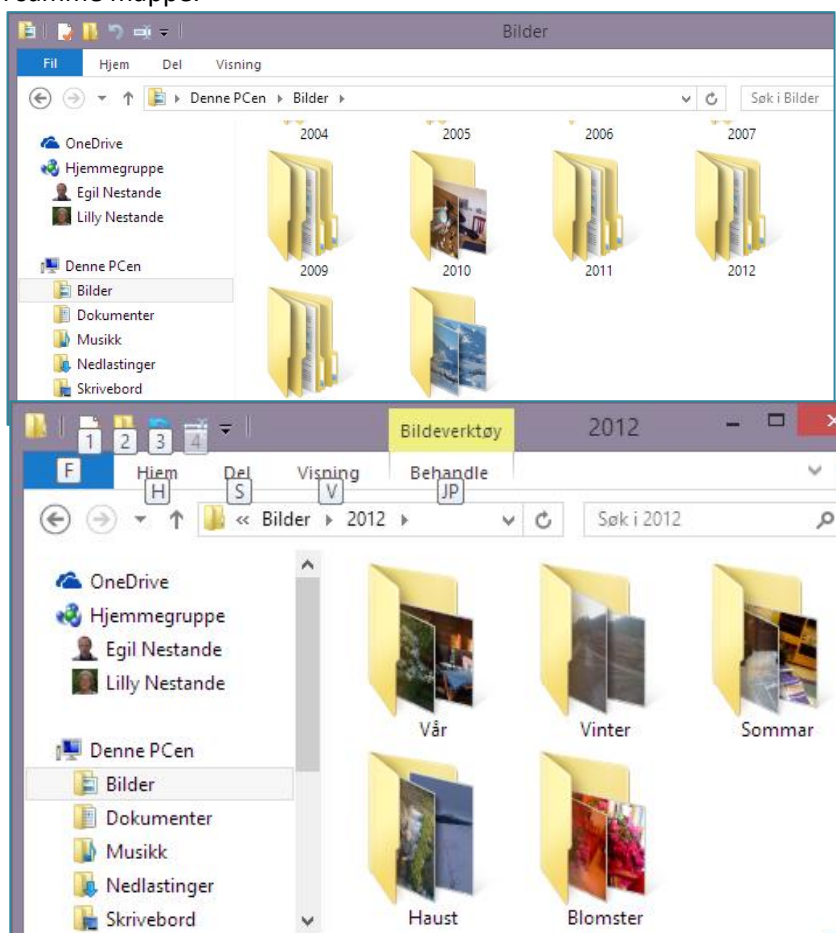 i samme mappe.
Bilder
Fil Hjem Del Visning
Denne PCen Bilder Søk i Bilder
OneDrive
Hjemmegruppe
Egil Nestande
Lilly Nestande
Denne PCen
Bilder
Dokumenter
Musikk
Nedlastinger
Skrivebord
2004 2005 2006 2007
2009 2010 2011 2012
1 2 3 4 Bildeverktøy 2012
F Hjem Del Visning Behandle
H S V JP
« Bilder 2012 Søk i 2012
OneDrive
Hjemmegruppe
Egil Nestande
Lilly Nestande
Denne PCen
Bilder
Dokumenter
Musikk
Nedlastinger
Skrivebord
Vår Vinter Sommar
Haust Blomster